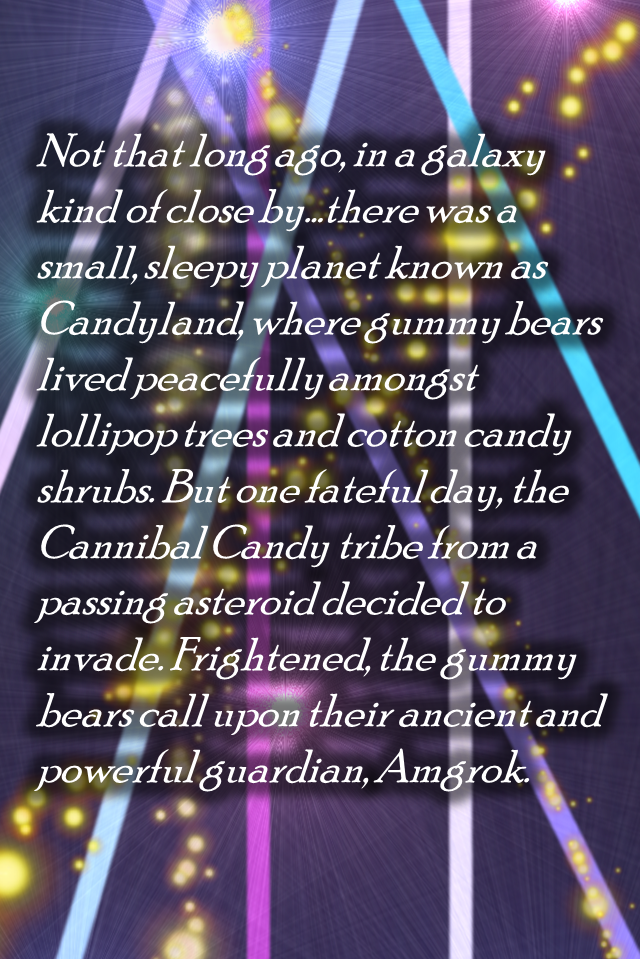 Not that long ago, in a galaxy
kind of close by...there was a
small, sleepy planet known as
Candyland, where gummy bears
lived peacefully amongst
lollipop trees and cotton candy
shrubs. But one fateful day, the
Cannibal Candy tribe from a
passing asteroid decided to
invade. Frightened, the gummy
bears call upon their ancient and
powerful guardian, Amgrok.